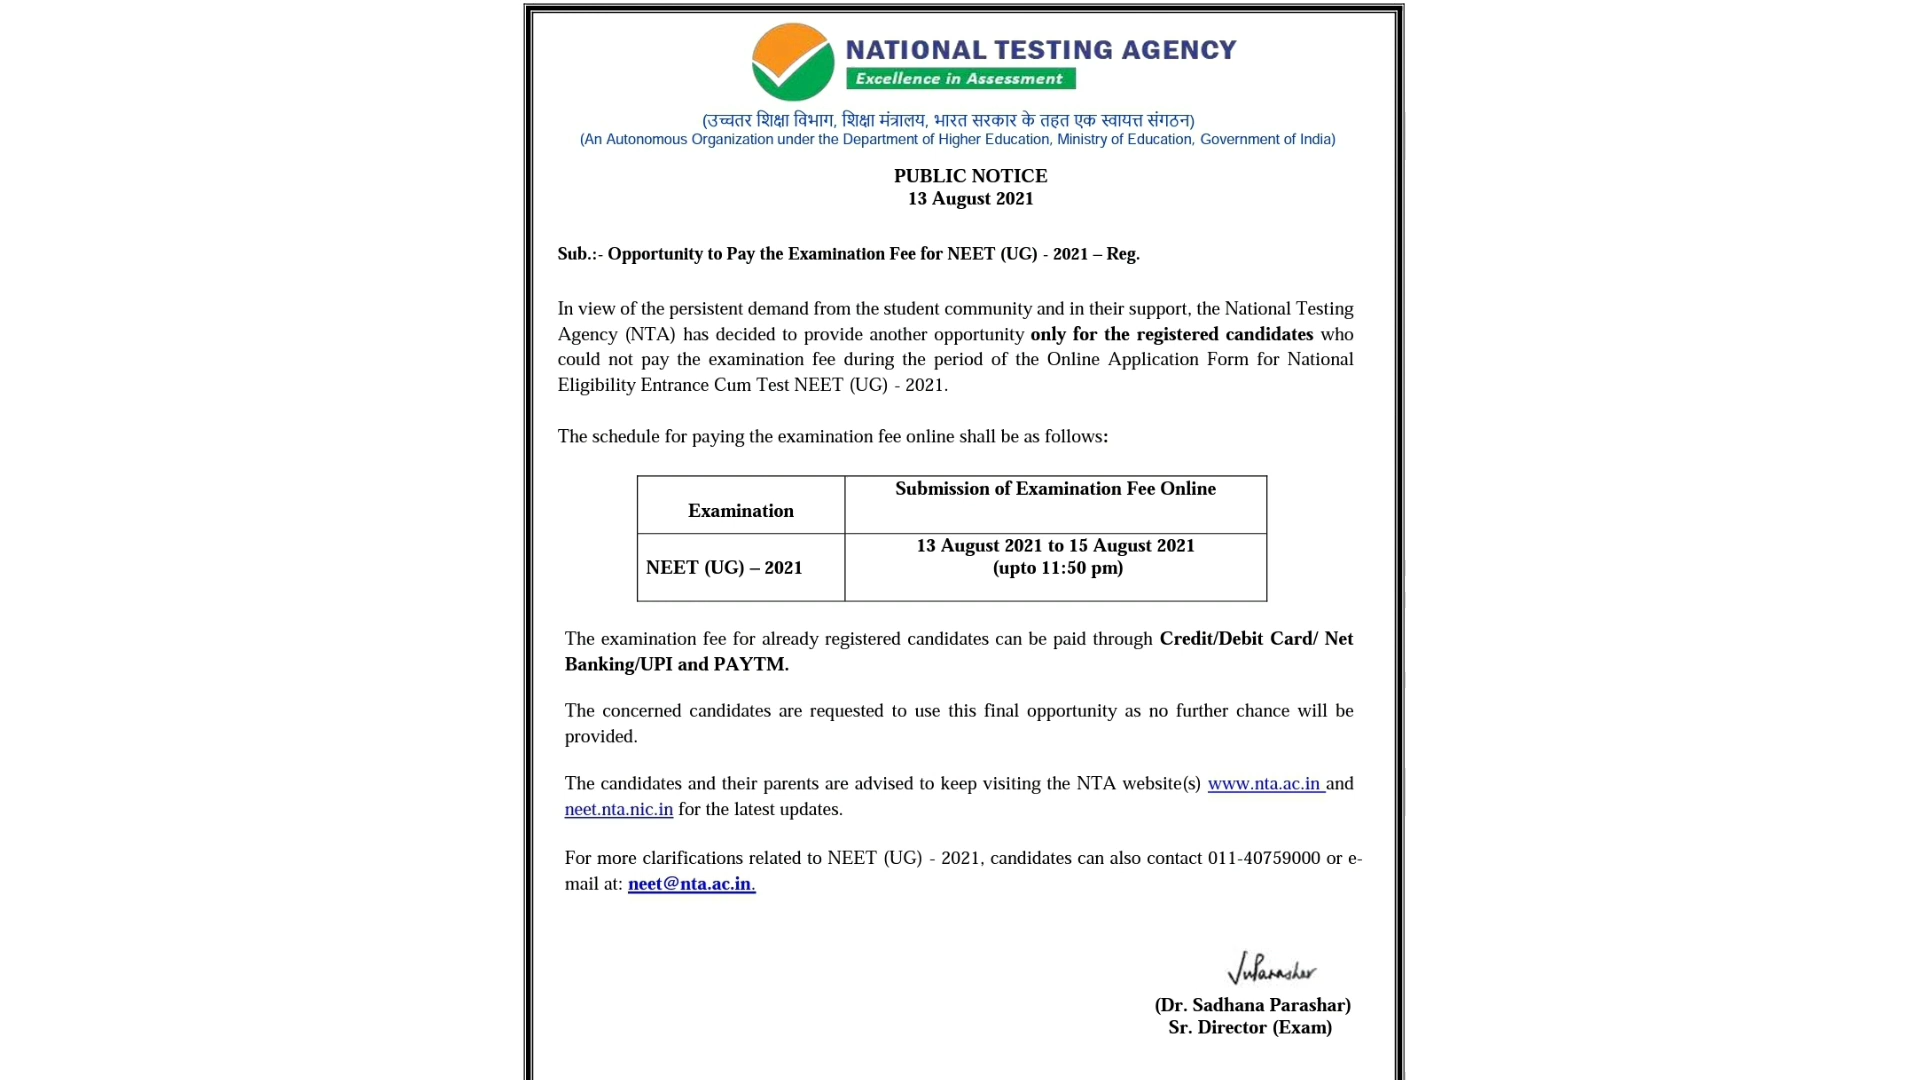 NATIONAL TESTING AGENCY
Excellence in Assessment
(उच्चतर शिक्षा विभाग, शिक्षा मंत्रालय, भारत सरकार के तहत एक स्वायत्त संगठन)
(An Autonomous Organization under the Department of Higher Education, Ministry of Education, Government of India)
PUBLIC NOTICE
13 August 2021
Sub.:- Opportunity to Pay the Examination Fee for NEET (UG) - 2021 – Reg.
In view of the persistent demand from the student community and in their support, the National Testing
Agency (NTA) has decided to provide another opportunity only for the registered candidates who
could not pay the examination fee during the period of the Online Application Form for National
Eligibility Entrance Cum Test NEET (UG) - 2021.
The schedule for paying the examination fee online shall be as follows:
Examination
Submission of Examination Fee Online
NEET (UG) – 2021
13 August 2021 to 15 August 2021
(upto 11:50 pm)
The examination fee for already registered candidates can be paid through Credit/Debit Card/ Net
Banking/UPI and PAYTM.
The concerned candidates are requested to use this final opportunity as no further chance will be
provided.
The candidates and their parents are advised to keep visiting the NTA website(s) www.nta.ac.in and
neet.nta.nic.in for the latest updates.
For more clarifications related to NEET (UG) - 2021, candidates can also contact 011-40759000 or e-
mail at: neet@nta.ac.in.
(Dr. Sadhana Parashar)
Sr. Director (Exam)